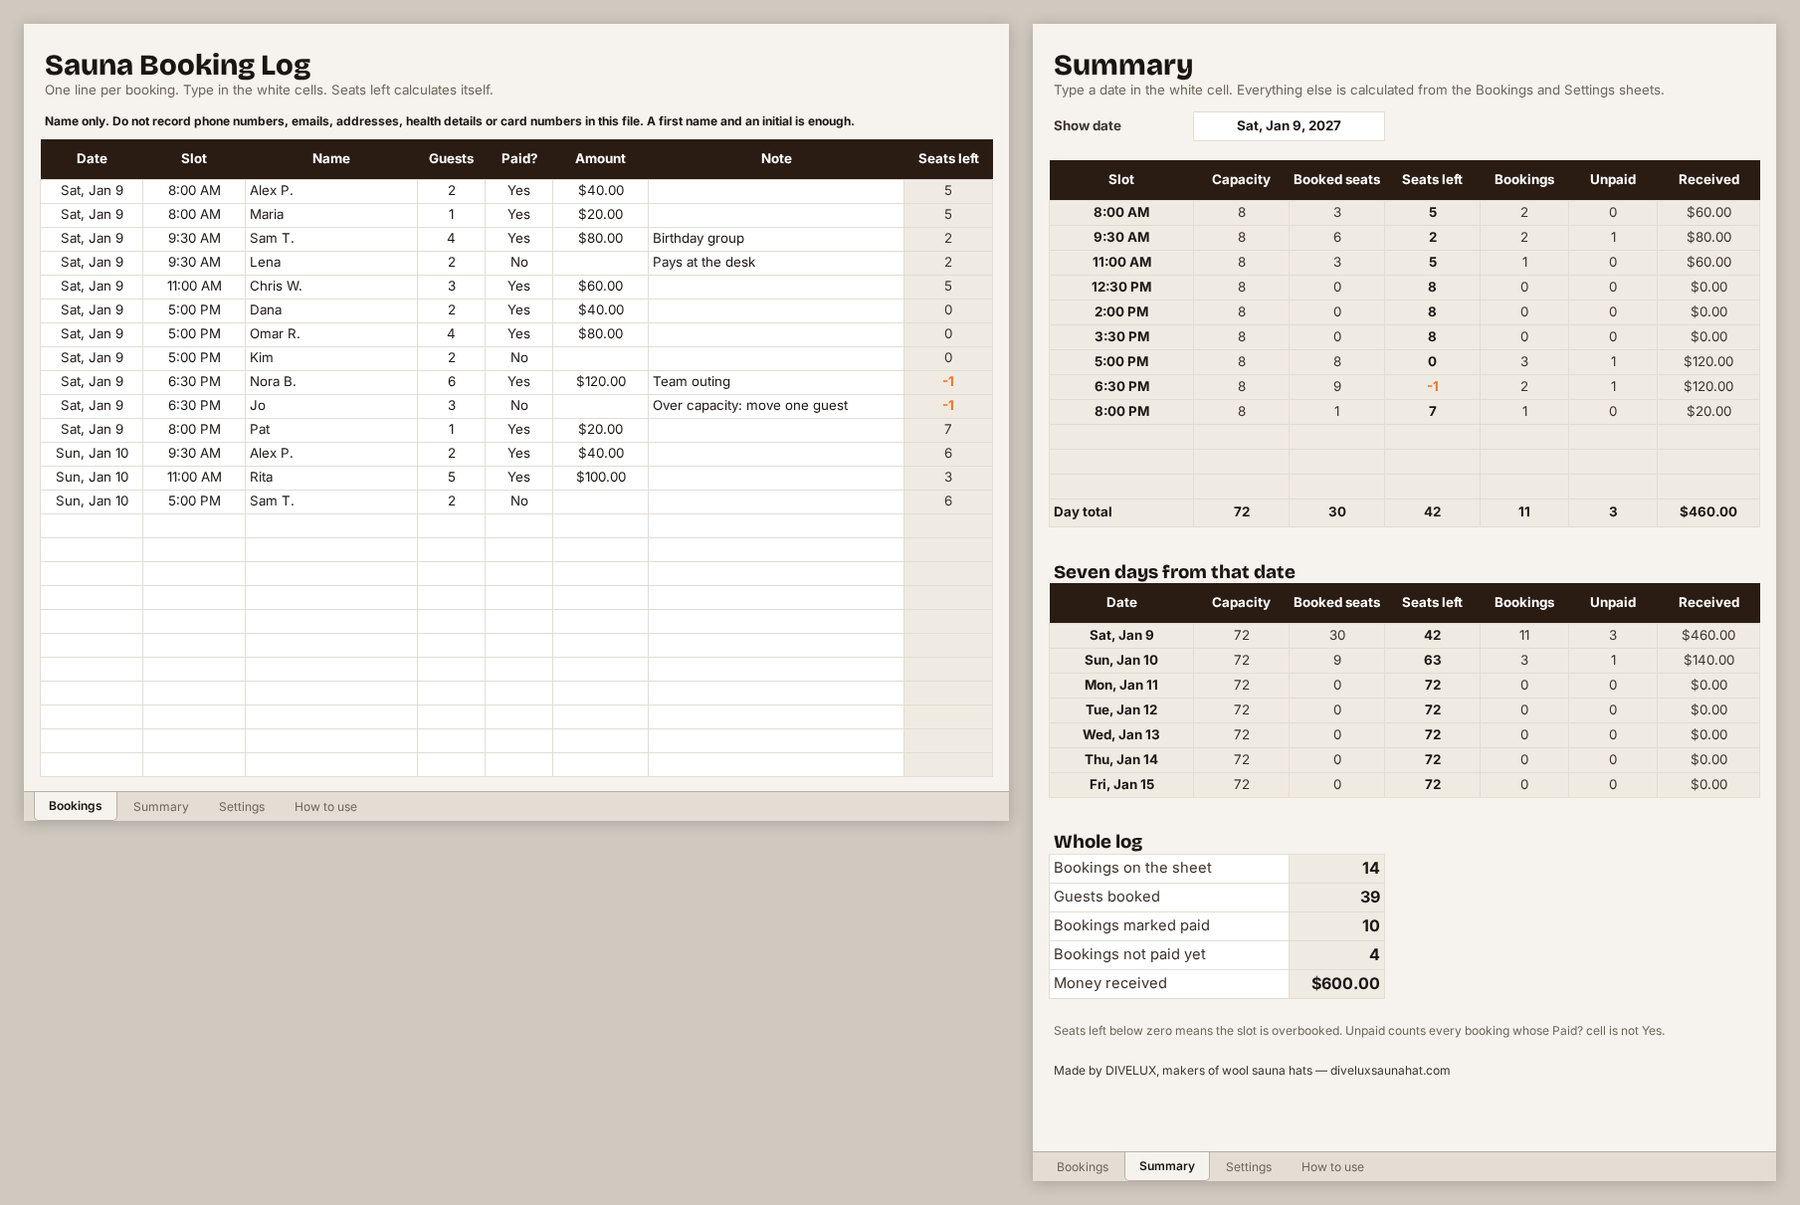 Sauna Booking Log
One line per booking. Type in the white cells. Seats left calculates itself.
Name only. Do not record phone numbers, emails, addresses, health details or card numbers in this file. A first name and an initial is enough.
Date Slot Name Guests Paid? Amount Note Seats left
Sat, Jan 9 8:00 AM Alex P. 2 Yes $40.00 5
Sat, Jan 9 8:00 AM Maria 1 Yes $20.00 5
Sat, Jan 9 9:30 AM Sam T. 4 Yes $80.00 Birthday group 2
Sat, Jan 9 9:30 AM Lena 2 No Pays at the desk 2
Sat, Jan 9 11:00 AM Chris W. 3 Yes $60.00 5
Sat, Jan 9 5:00 PM Dana 2 Yes $40.00 0
Sat, Jan 9 5:00 PM Omar R. 4 Yes $80.00 0
Sat, Jan 9 5:00 PM Kim 2 No 0
Sat, Jan 9 6:30 PM Nora B. 6 Yes $120.00 Team outing -1
Sat, Jan 9 6:30 PM Jo 3 No Over capacity: move one guest -1
Sat, Jan 9 8:00 PM Pat 1 Yes $20.00 7
Sun, Jan 10 9:30 AM Alex P. 2 Yes $40.00 6
Sun, Jan 10 11:00 AM Rita 5 Yes $100.00 3
Sun, Jan 10 5:00 PM Sam T. 2 No 6
Bookings Summary Settings How to use
Summary
Type a date in the white cell. Everything else is calculated from the Bookings and Settings sheets.
Show date Sat, Jan 9, 2027
Slot Capacity Booked seats Seats left Bookings Unpaid Received
8:00 AM 8 3 5 2 0 $60.00
9:30 AM 8 6 2 2 1 $80.00
11:00 AM 8 3 5 1 0 $60.00
12:30 PM 8 0 8 0 0 $0.00
2:00 PM 8 0 8 0 0 $0.00
3:30 PM 8 0 8 0 0 $0.00
5:00 PM 8 8 0 3 1 $120.00
6:30 PM 8 9 -1 2 1 $120.00
8:00 PM 8 1 7 1 0 $20.00
Day total 72 30 42 11 3 $460.00
Seven days from that date
Date Capacity Booked seats Seats left Bookings Unpaid Received
Sat, Jan 9 72 30 42 11 3 $460.00
Sun, Jan 10 72 9 63 3 1 $140.00
Mon, Jan 11 72 0 72 0 0 $0.00
Tue, Jan 12 72 0 72 0 0 $0.00
Wed, Jan 13 72 0 72 0 0 $0.00
Thu, Jan 14 72 0 72 0 0 $0.00
Fri, Jan 15 72 0 72 0 0 $0.00
Whole log
Bookings on the sheet 14
Guests booked 39
Bookings marked paid 10
Bookings not paid yet 4
Money received $600.00
Seats left below zero means the slot is overbooked. Unpaid counts every booking whose Paid? cell is not Yes.
Made by DIVELUX, makers of wool sauna hats — diveluxsaunahat.com
Bookings Summary Settings How to use